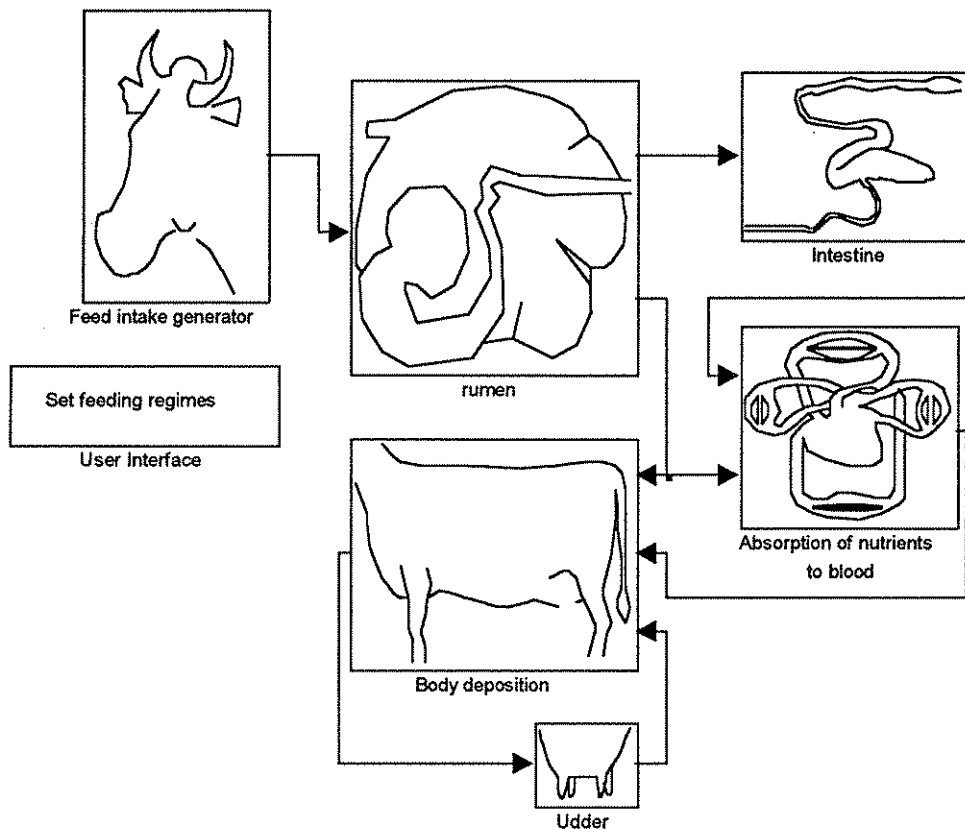 Feed intake generator
Intestine
rumen
Set feeding regimes
User Interface
Absorption of nutrients
to blood
Body deposition
Udder